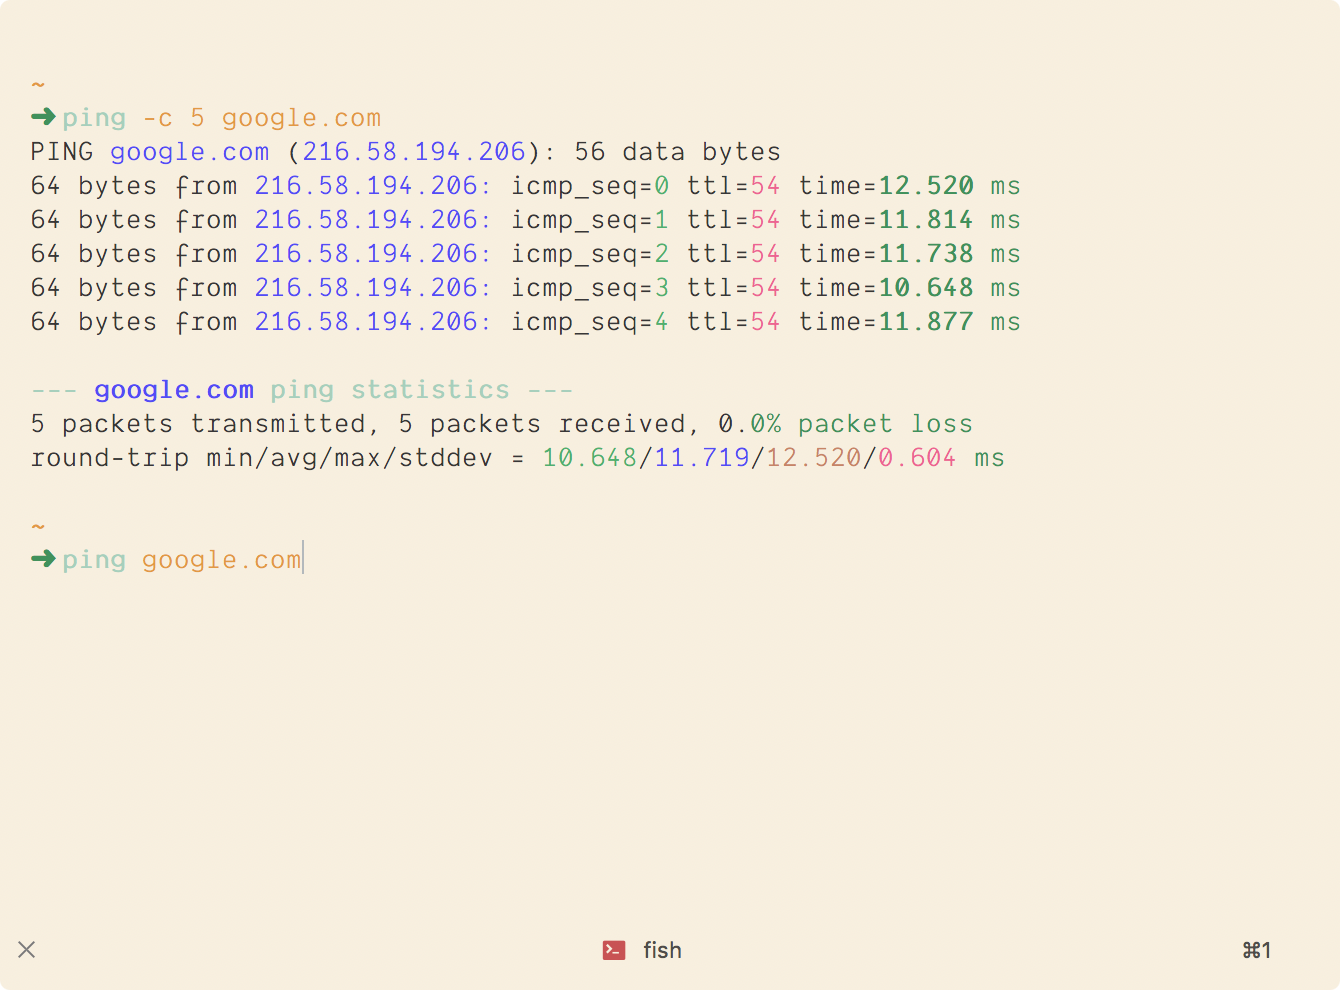 ~
➜ ping -c 5 google.com
PING google.com (216.58.194.206): 56 data bytes
64 bytes from 216.58.194.206: icmp_seq=0 ttl=54 time=12.520 ms
64 bytes from 216.58.194.206: icmp_seq=1 ttl=54 time=11.814 ms
64 bytes from 216.58.194.206: icmp_seq=2 ttl=54 time=11.738 ms
64 bytes from 216.58.194.206: icmp_seq=3 ttl=54 time=10.648 ms
64 bytes from 216.58.194.206: icmp_seq=4 ttl=54 time=11.877 ms
--- google.com ping statistics ---
5 packets transmitted, 5 packets received, 0.0% packet loss
round-trip min/avg/max/stddev = 10.648/11.719/12.520/0.604 ms
~
➜ ping google.com
fish ⌘1